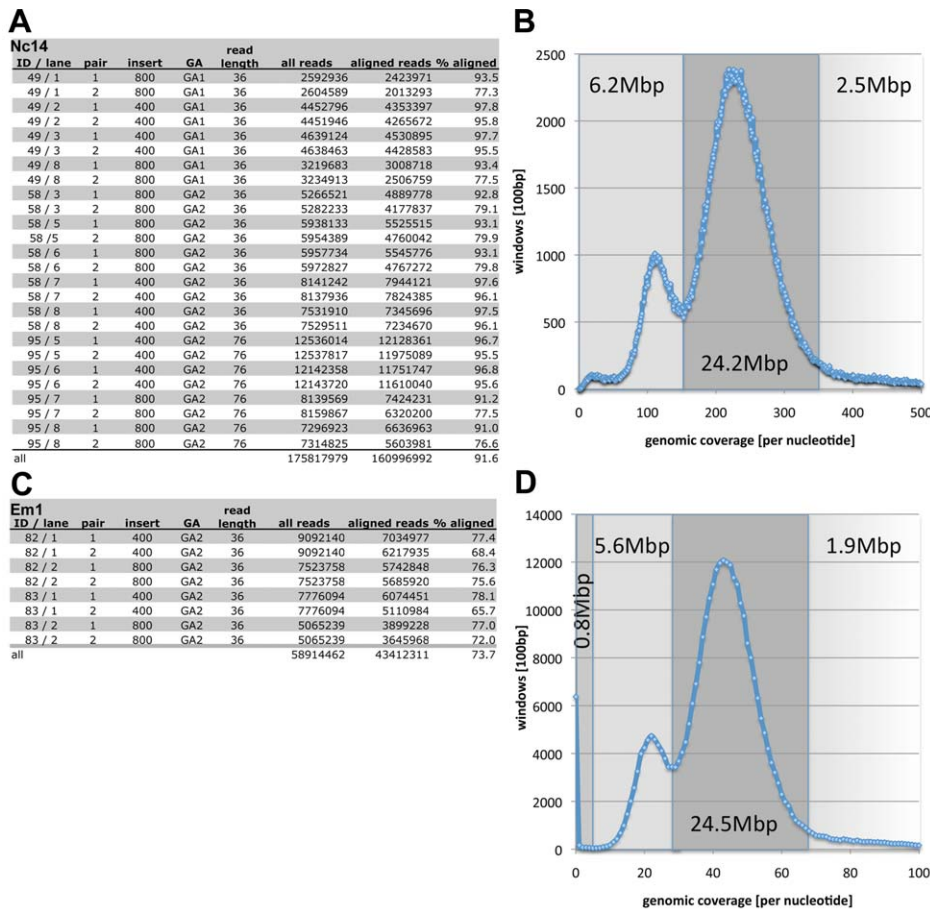 A
Nc14
ID / lane pair insert GA read length all reads aligned reads % aligned
49 / 1 1 800 GA1 36 2592936 2423971 93.5
49 / 1 2 800 GA1 36 2604589 2013293 77.3
49 / 2 1 400 GA1 36 4452796 4353397 97.8
49 / 2 2 400 GA1 36 4451946 4265672 95.8
49 / 3 1 400 GA1 36 4639124 4530895 97.7
49 / 3 2 400 GA1 36 4638463 4428583 95.5
49 / 8 1 800 GA1 36 3219683 3008718 93.4
49 / 8 2 800 GA1 36 3234913 2506759 77.5
58 / 3 1 800 GA2 36 5266521 4889778 92.8
58 / 3 2 800 GA2 36 5282233 4177837 79.1
58 / 5 1 800 GA2 36 5938133 5525515 93.1
58 /5 2 800 GA2 36 5954389 4760042 79.9
58 / 6 1 800 GA2 36 5957734 5545776 93.1
58 / 6 2 800 GA2 36 5972827 4767272 79.8
58 / 7 1 400 GA2 36 8141242 7944121 97.6
58 / 7 2 400 GA2 36 8137936 7824385 96.1
58 / 8 1 400 GA2 36 7531910 7345696 97.5
58 / 8 2 400 GA2 36 7529511 7234670 96.1
95 / 5 1 400 GA2 76 12536014 12128361 96.7
95 / 5 2 400 GA2 76 12537817 11975089 95.5
95 / 6 1 400 GA2 76 12142358 11751747 96.8
95 / 6 2 400 GA2 76 12143720 11610040 95.6
95 / 7 1 800 GA2 76 8139569 7424231 91.2
95 / 7 2 800 GA2 76 8159867 6320200 77.5
95 / 8 1 800 GA2 76 7296923 6636963 91.0
95 / 8 2 800 GA2 76 7314825 5603981 76.6
all 175817979 160996992 91.6
B
2500
2000
1500
1000
500
0
windows [100bp]
6.2Mbp
2.5Mbp
24.2Mbp
0 100 200 300 400 500
genomic coverage [per nucleotide]
C
Em1
ID / lane pair insert GA read length all reads aligned reads % aligned
82 / 1 1 400 GA2 36 9092140 7034977 77.4
82 / 1 2 400 GA2 36 9092140 6217935 68.4
82 / 2 1 800 GA2 36 7523758 5742848 76.3
82 / 2 2 800 GA2 36 7523758 5685920 75.6
83 / 1 1 400 GA2 36 7776094 6074451 78.1
83 / 1 2 400 GA2 36 7776094 5110984 65.7
83 / 2 1 800 GA2 36 5065239 3899228 77.0
83 / 2 2 800 GA2 36 5065239 3645968 72.0
all 58914462 43412311 73.7
D
14000
12000
10000
8000
6000
4000
2000
0
windows [100bp]
0.8Mbp
5.6Mbp
1.9Mbp
24.5Mbp
0 20 40 60 80 100
genomic coverage [per nucleotide]